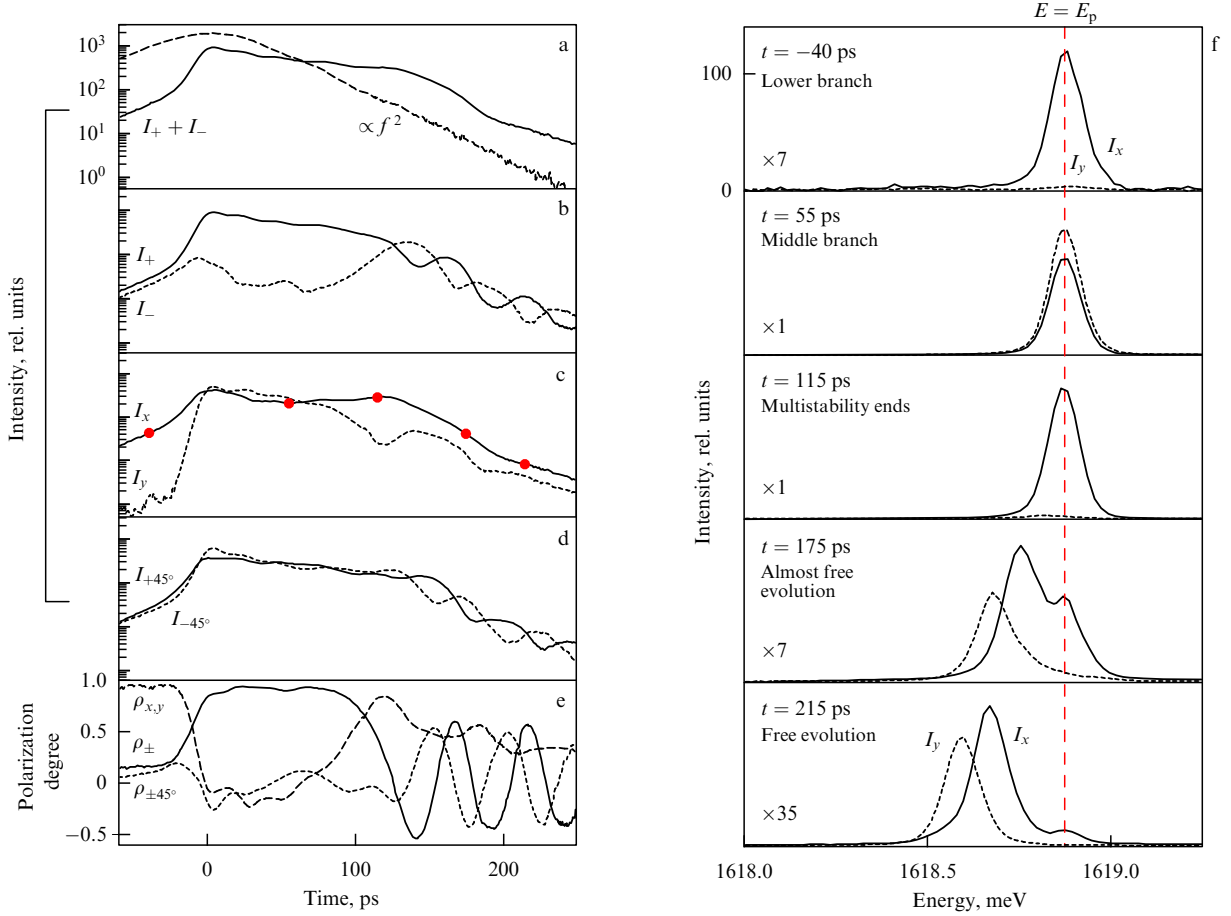 Intensity, rel. units
a
10³
10²
10¹
10⁰
I₊ + I₋
∝ f ²
b
I₊
I₋
c
Iₓ
I_y
d
I₊₄₅°
I₋₄₅°
Polarization
degree
e
1.0
0.5
0
−0.5
ρ_{x,y}
ρ_±
ρ_{±45°}
0
100
200
Time, ps
E = Eₚ
f
Intensity, rel. units
100
0
t = −40 ps
Lower branch
×7
Iₓ
I_y
t = 55 ps
Middle branch
×1
t = 115 ps
Multistability ends
×1
t = 175 ps
Almost free
evolution
×7
t = 215 ps
Free evolution
×35
I_y
Iₓ
1618.0
1618.5
1619.0
Energy, meV